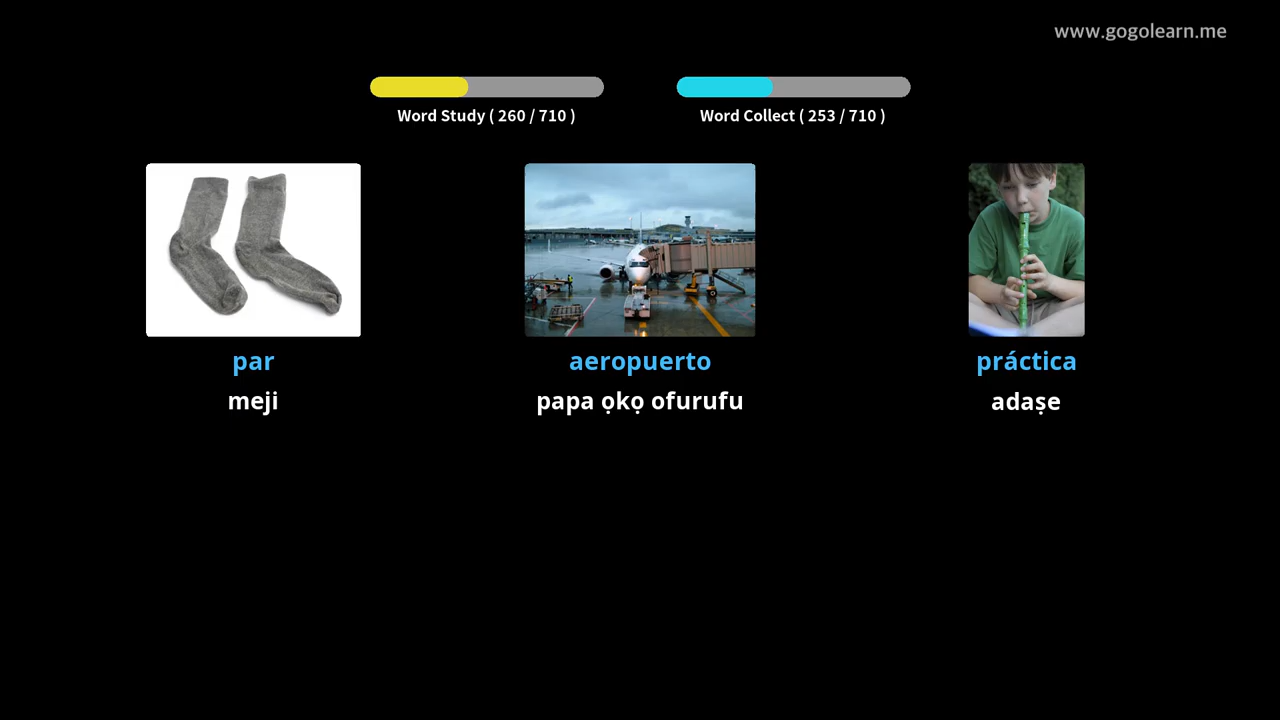 www.gogolearn.me
Word Study ( 260 / 710 )
Word Collect ( 253 / 710 )
par
aeropuerto
práctica
meji
papa ọkọ ofurufu
adaṣe